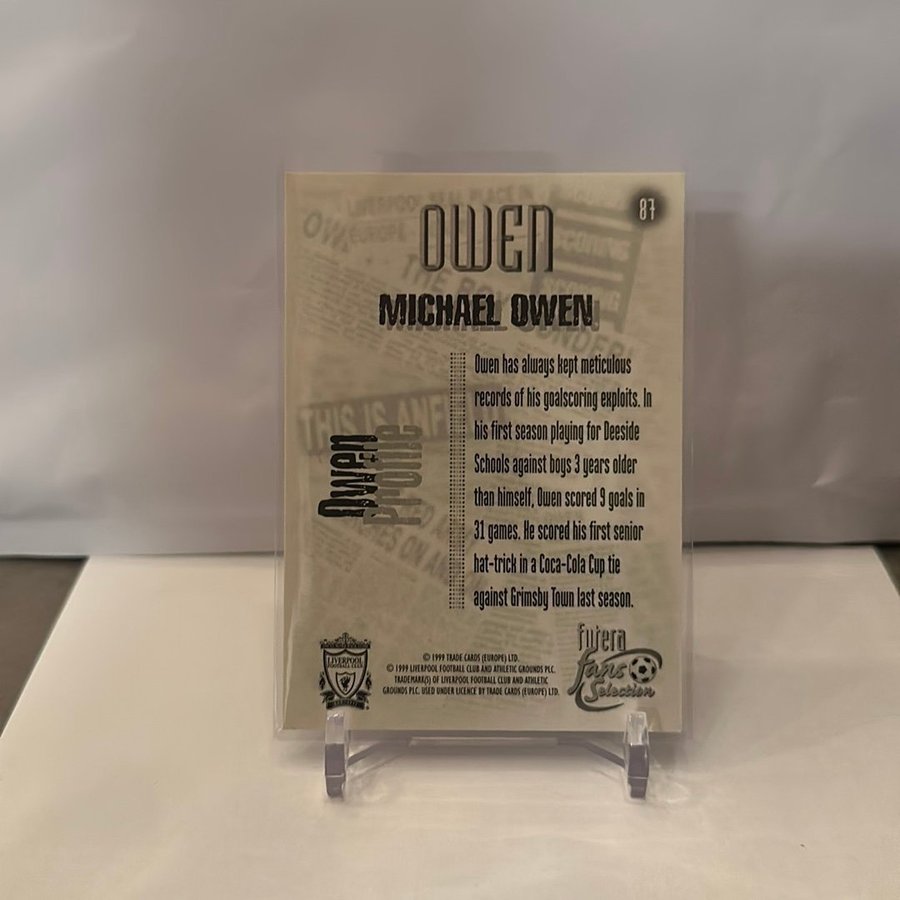 87
OWEN
MICHAEL OWEN
Owen has always kept meticulous
records of his goalscoring exploits. In
his first season playing for Deeside
Schools against boys 3 years older
than himself, Owen scored 9 goals in
31 games. He scored his first senior
hat-trick in a Coca-Cola Cup tie
against Grimsby Town last season.
Owen
Profile
THIS IS ANF
LIVERPOOL
FOOTBALL CLUB
© 1999 TRADE CARDS (EUROPE) LTD.
© 1999 LIVERPOOL FOOTBALL CLUB AND ATHLETIC GROUNDS PLC.
TRADEMARK(S) OF LIVERPOOL FOOTBALL CLUB AND ATHLETIC
GROUNDS PLC. USED UNDER LICENCE BY TRADE CARDS (EUROPE) LTD.
futera
fans
Selection